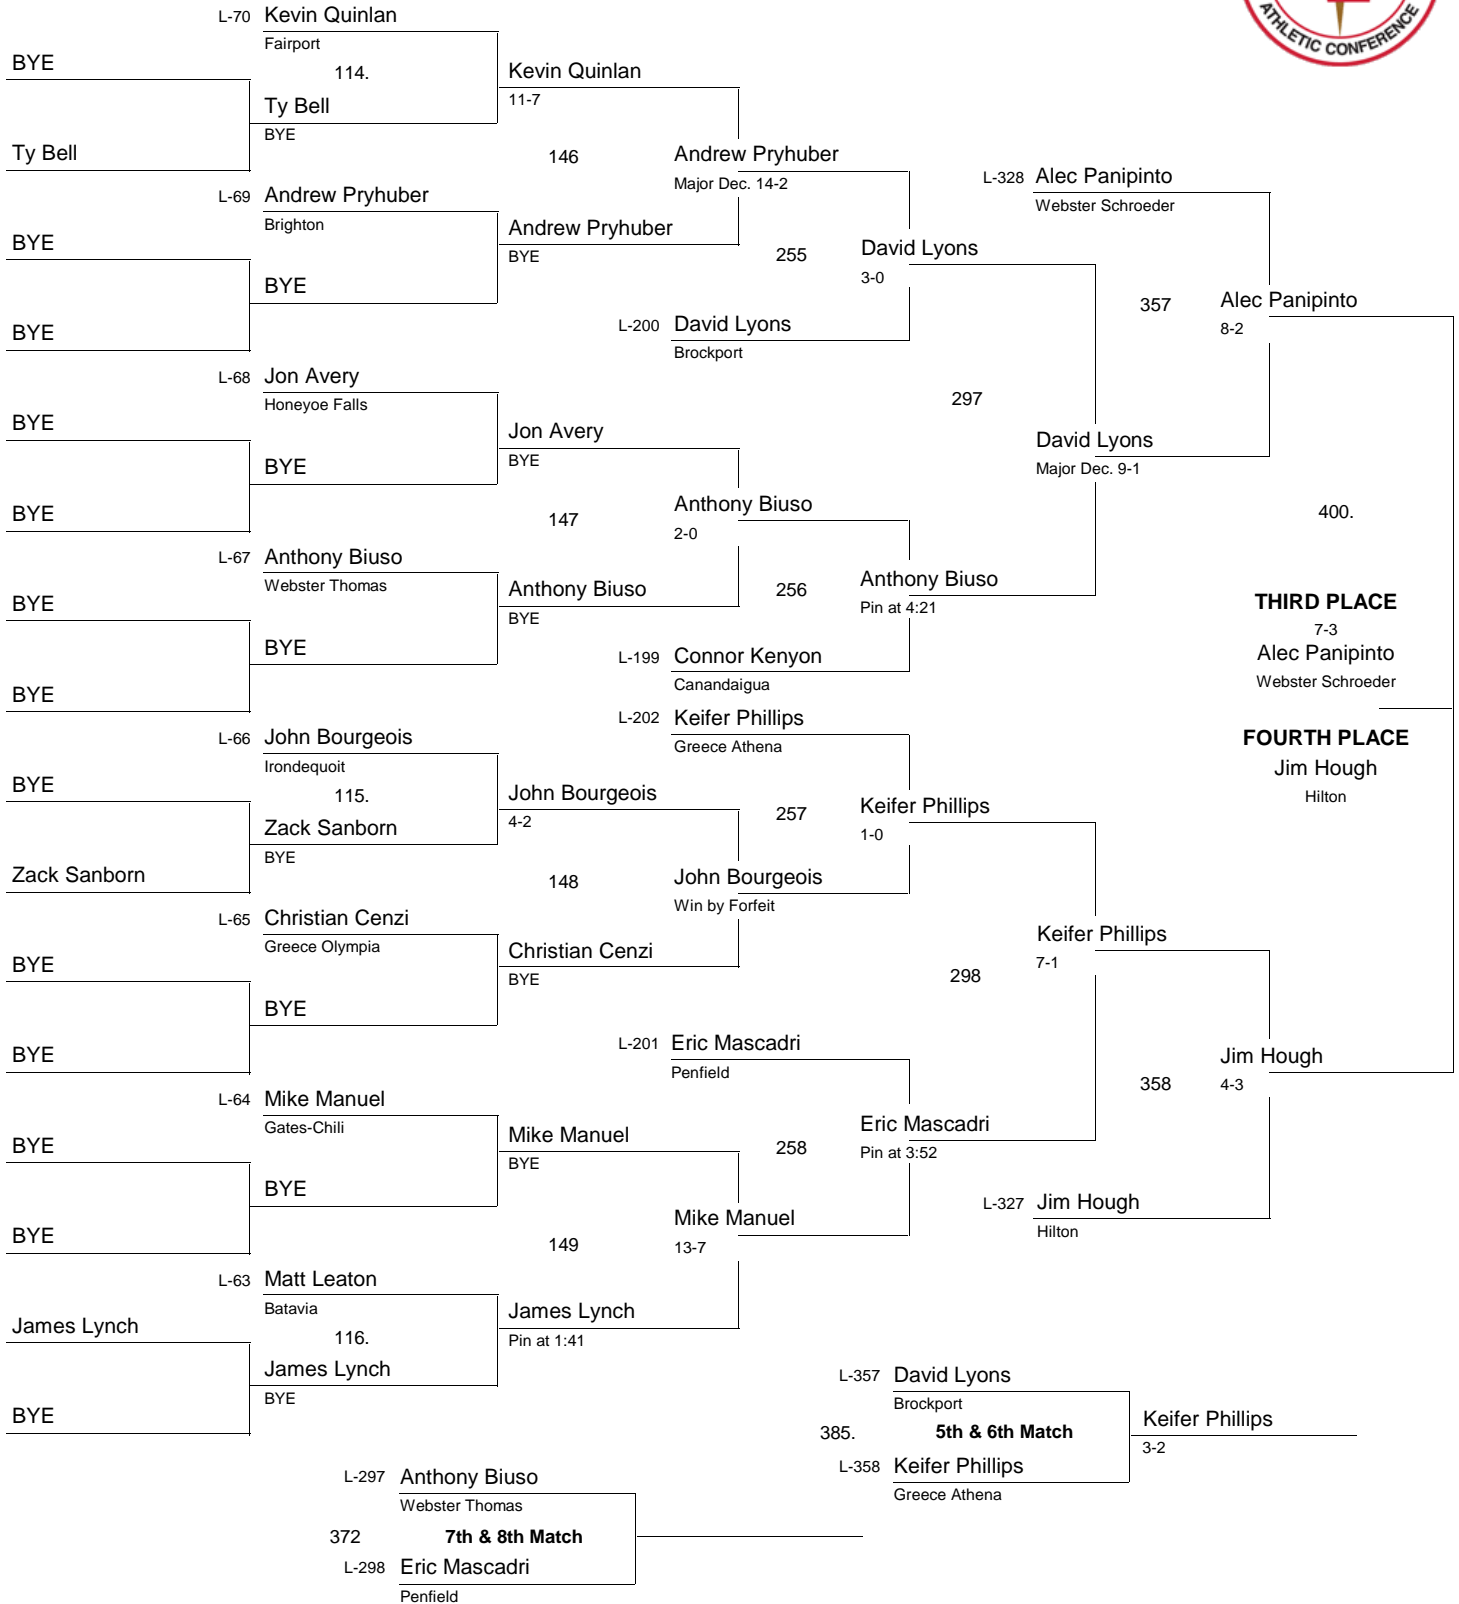 ATHLETIC CONFERENCE
L-70 Kevin Quinlan
Fairport
BYE
114.
Kevin Quinlan
11-7
Ty Bell
BYE
Ty Bell
146
Andrew Pryhuber
Major Dec. 14-2
L-328 Alec Panipinto
Webster Schroeder
L-69 Andrew Pryhuber
Brighton
BYE
Andrew Pryhuber
BYE
255
David Lyons
3-0
BYE
357
Alec Panipinto
8-2
BYE
L-200 David Lyons
Brockport
L-68 Jon Avery
Honeyoe Falls
BYE
297
Jon Avery
BYE
David Lyons
Major Dec. 9-1
BYE
BYE
147
Anthony Biuso
2-0
400.
L-67 Anthony Biuso
Webster Thomas
BYE
Anthony Biuso
BYE
256
Anthony Biuso
Pin at 4:21
THIRD PLACE
7-3
Alec Panipinto
Webster Schroeder
BYE
L-199 Connor Kenyon
Canandaigua
BYE
L-202 Keifer Phillips
Greece Athena
L-66 John Bourgeois
Irondequoit
FOURTH PLACE
Jim Hough
Hilton
BYE
115.
John Bourgeois
4-2
257
Keifer Phillips
1-0
Zack Sanborn
BYE
Zack Sanborn
148
John Bourgeois
Win by Forfeit
L-65 Christian Cenzi
Greece Olympia
Keifer Phillips
7-1
BYE
Christian Cenzi
BYE
298
BYE
L-201 Eric Mascadri
Penfield
BYE
358
Jim Hough
4-3
L-64 Mike Manuel
Gates-Chili
BYE
Mike Manuel
BYE
258
Eric Mascadri
Pin at 3:52
BYE
L-327 Jim Hough
Hilton
BYE
149
Mike Manuel
13-7
L-63 Matt Leaton
Batavia
James Lynch
116.
James Lynch
Pin at 1:41
James Lynch
BYE
BYE
L-357 David Lyons
Brockport
385. 5th & 6th Match
Keifer Phillips
3-2
L-358 Keifer Phillips
Greece Athena
L-297 Anthony Biuso
Webster Thomas
372 7th & 8th Match
L-298 Eric Mascadri
Penfield